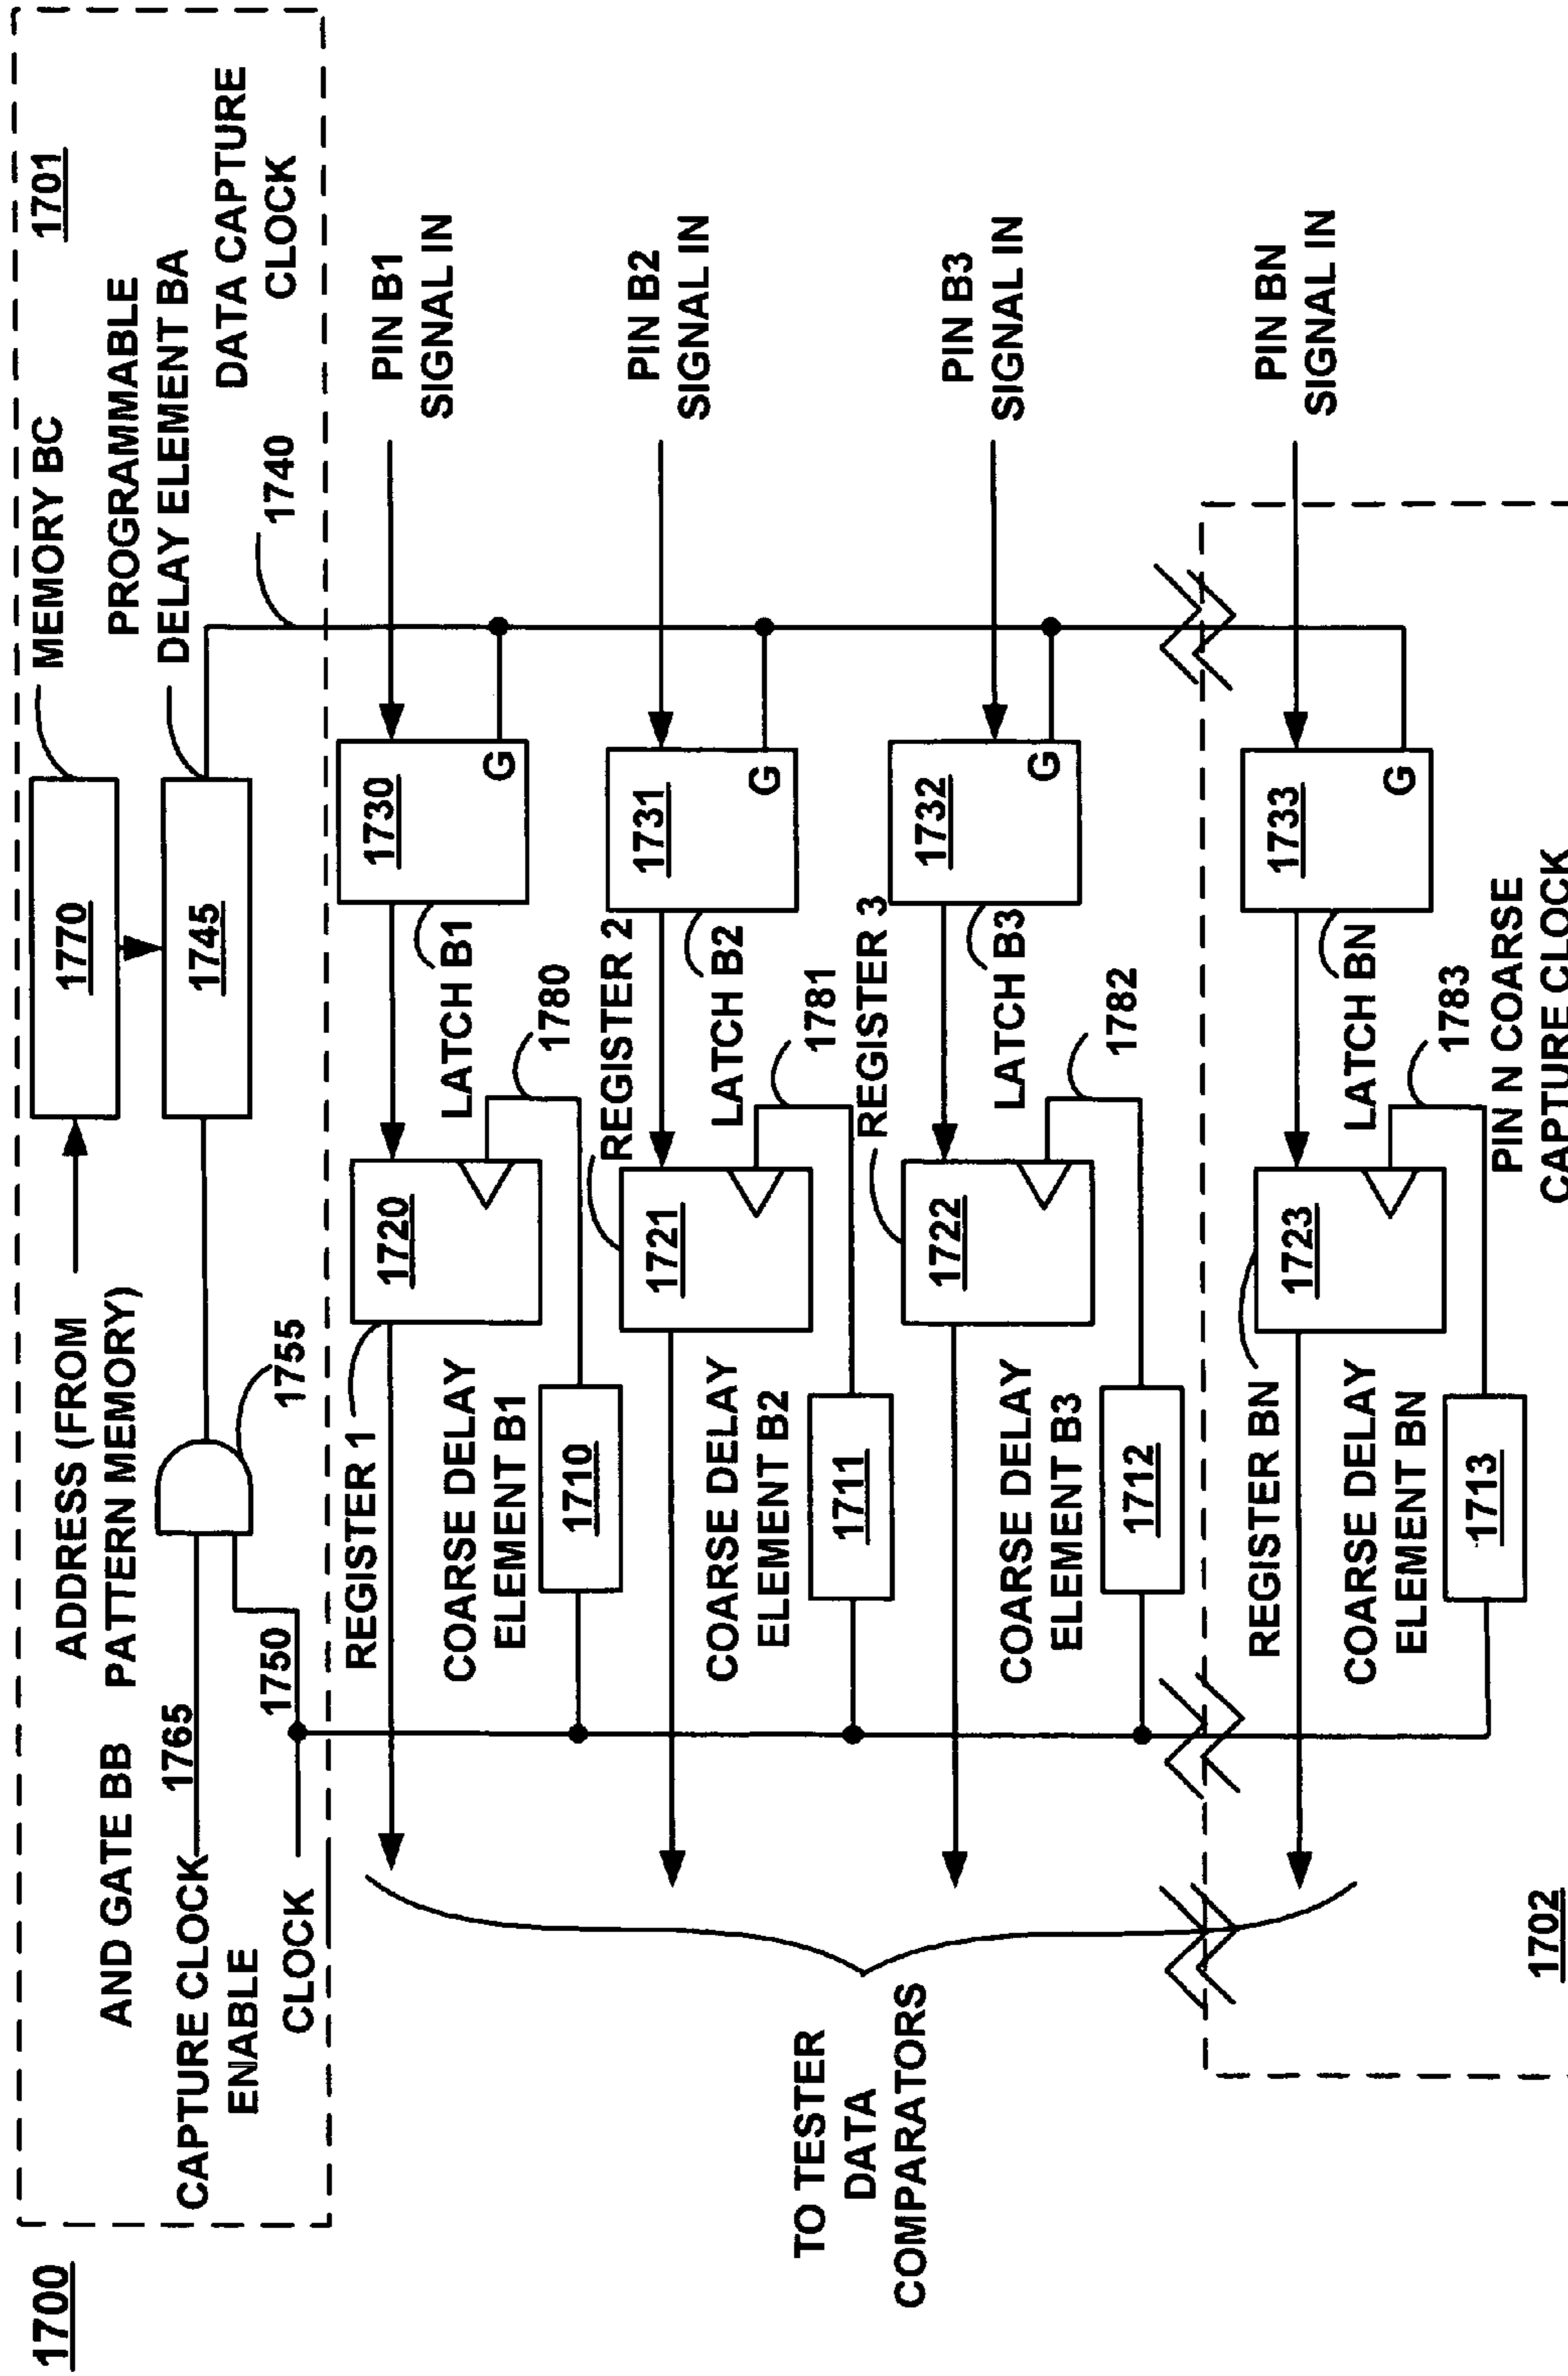 1700
1701
MEMORY BC
PROGRAMMABLE
DELAY ELEMENT BA
DATA CAPTURE
CLOCK
1740
1770
1745
ADDRESS (FROM
PATTERN MEMORY)
AND GATE BB
1755
1765
1750
CAPTURE CLOCK
ENABLE
CLOCK
PIN B1
SIGNAL IN
1730
G
LATCH B1
1720
1780
REGISTER 1
COARSE DELAY
ELEMENT B1
1710
PIN B2
SIGNAL IN
1731
G
LATCH B2
REGISTER 2
1721
1781
COARSE DELAY
ELEMENT B2
1711
PIN B3
SIGNAL IN
1732
G
LATCH B3
REGISTER 3
1722
1782
COARSE DELAY
ELEMENT B3
1712
PIN BN
SIGNAL IN
1733
G
LATCH BN
1723
1783
REGISTER BN
COARSE DELAY
ELEMENT BN
1713
PIN N COARSE
CAPTURE CLOCK
TO TESTER
DATA
COMPARATORS
1702